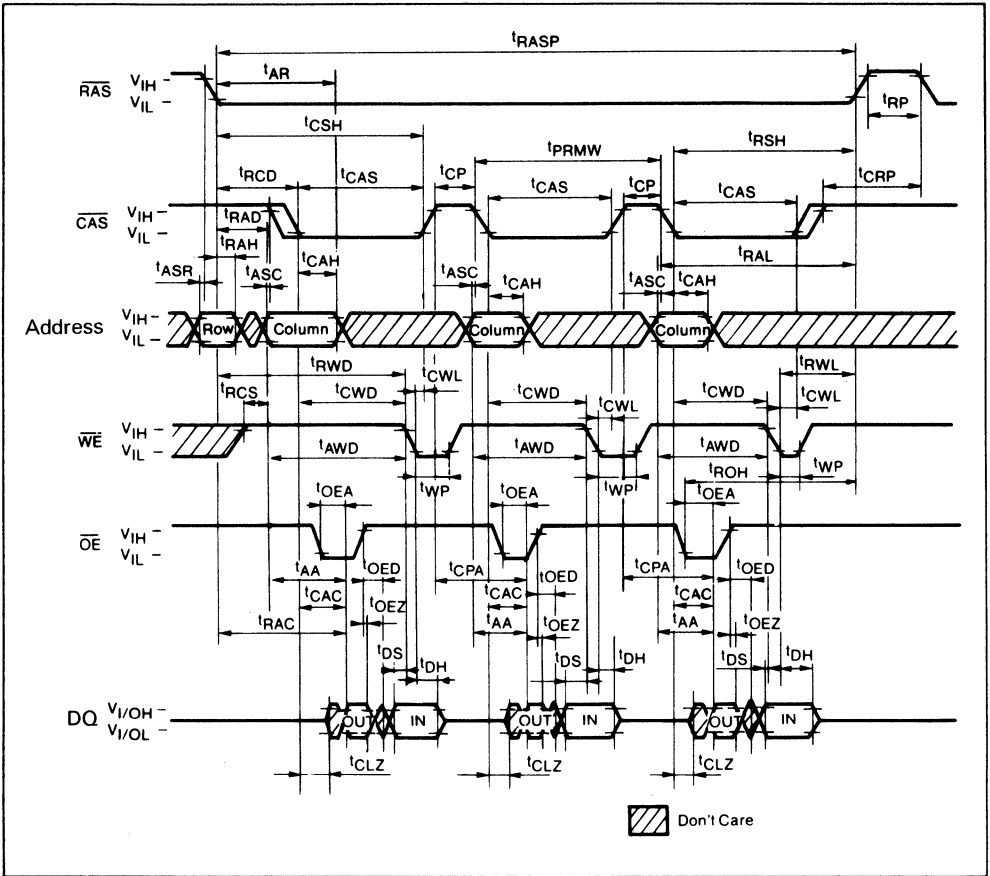 tRASP
tAR
RAS VIH
VIL
tRP
tCSH
tPRMW
tRSH
tRCD tCAS tCP tCAS tCP tCAS tCRP
CAS VIH
VIL
tRAD
tRAH
tRAL
tASR tASC tCAH tASC tCAH tASC tCAH
Address VIH
VIL
Row Column Column Column
tRWD tCWL tRWL
tRCS tCWD tCWD tCWL tCWD tCWL
WE VIH
VIL
tAWD tAWD tAWD
tROH
tWP tWP tWP
tOEA tOEA tOEA
OE VIH
VIL
tAA tOED tCPA tOED tCPA tOED
tCAC tOEZ tCAC tOEZ tCAC tOEZ
tRAC tAA tAA
tDS tDH tDS tDH tDS tDH
DQ VI/OH
VI/OL
OUT IN OUT IN OUT IN
tCLZ tCLZ tCLZ
Don't Care